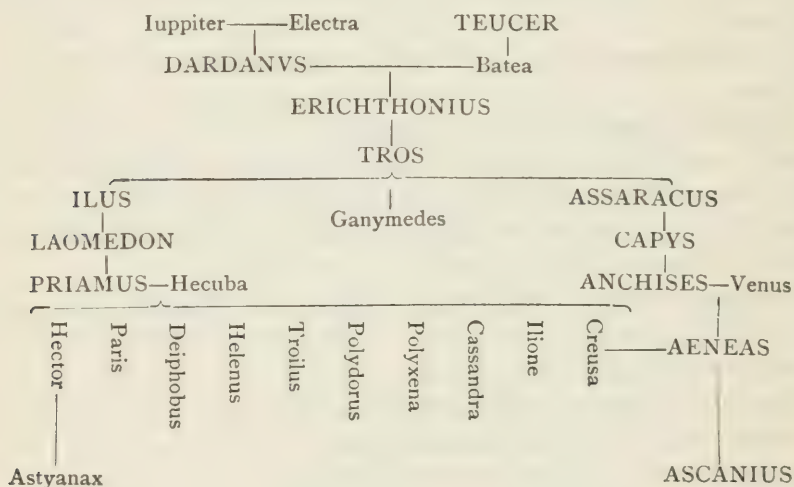 Iuppiter Electra TEUCER
DARDANVS Batea
ERICHTHONIUS
TROS
ILUS Ganymedes ASSARACUS
LAOMEDON CAPYS
PRIAMUS—Hecuba ANCHISES—Venus
Hector
Paris
Deiphobus
Helenus
Troilus
Polydorus
Polyxena
Cassandra
Ilione
Creusa
AENEAS
Astyanax ASCANIUS